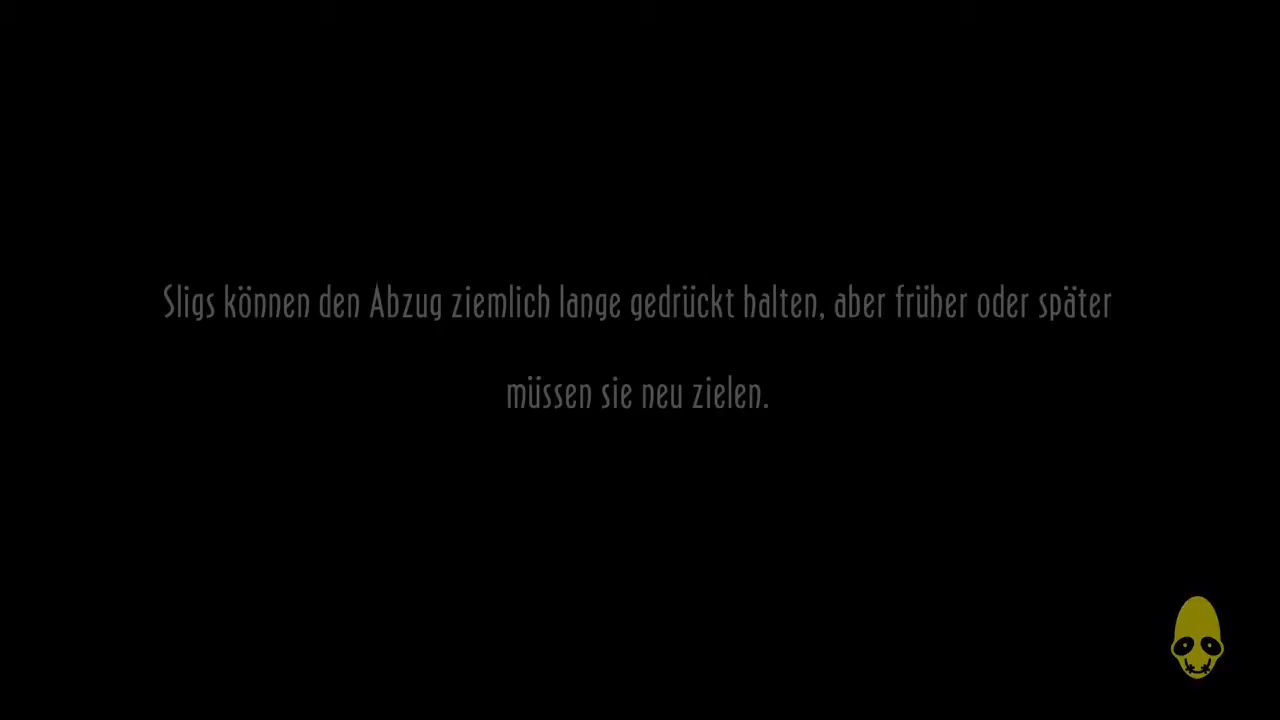 Sligs können den Abzug ziemlich lange gedrückt halten, aber früher oder später
müssen sie neu zielen.